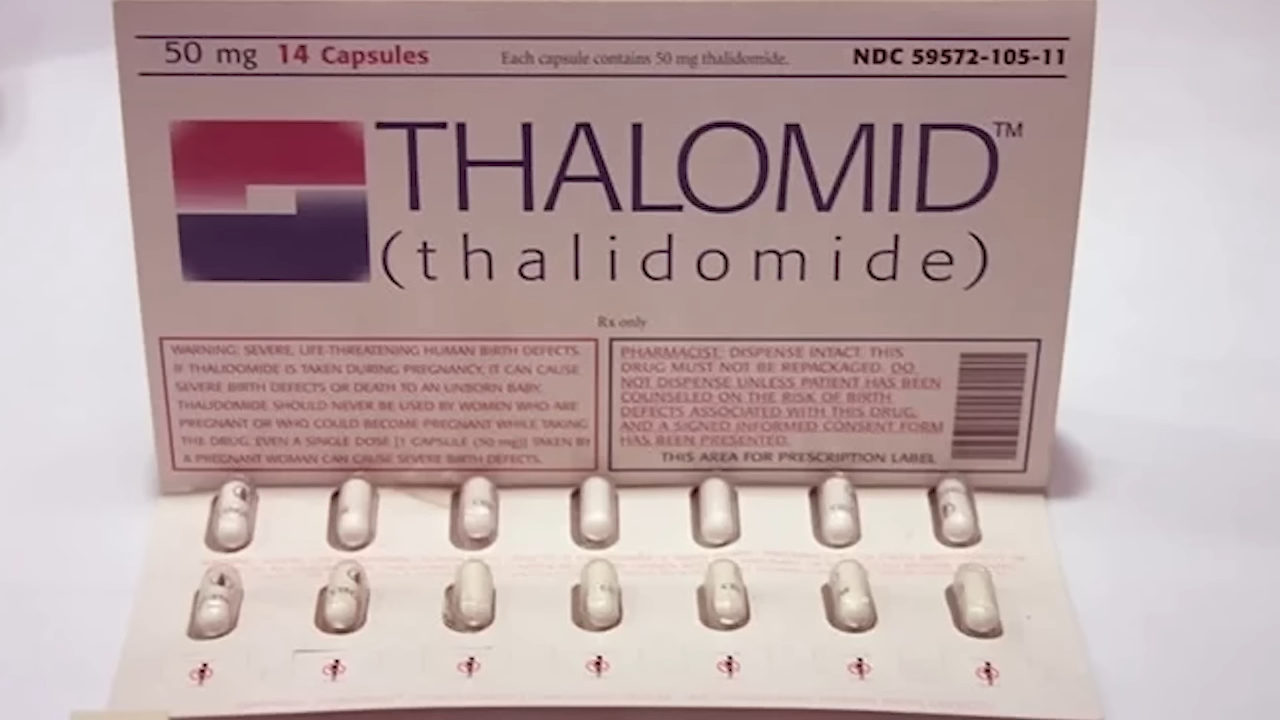 50 mg 14 Capsules
Each capsule contains 50 mg thalidomide.
NDC 59572-105-11
THALOMID™
(thalidomide)
Rx only
WARNING: SEVERE, LIFE-THREATENING HUMAN BIRTH DEFECTS.
IF THALIDOMIDE IS TAKEN DURING PREGNANCY, IT CAN CAUSE
SEVERE BIRTH DEFECTS OR DEATH TO AN UNBORN BABY.
THALIDOMIDE SHOULD NEVER BE USED BY WOMEN WHO ARE
PREGNANT OR WHO COULD BECOME PREGNANT WHILE TAKING
THE DRUG. EVEN A SINGLE DOSE [1 CAPSULE (50 mg)] TAKEN BY
A PREGNANT WOMAN CAN CAUSE SEVERE BIRTH DEFECTS.
PHARMACIST: DISPENSE INTACT. THIS
DRUG MUST NOT BE REPACKAGED. DO
NOT DISPENSE UNLESS PATIENT HAS BEEN
COUNSELED ON THE RISK OF BIRTH
DEFECTS ASSOCIATED WITH THIS DRUG,
AND A SIGNED INFORMED CONSENT FORM
HAS BEEN PRESENTED.
THIS AREA FOR PRESCRIPTION LABEL